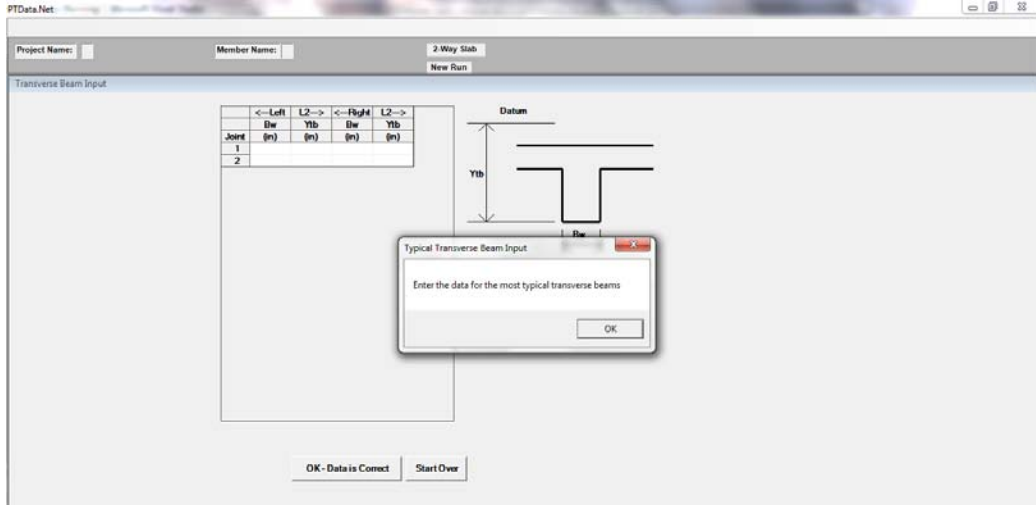 PTData.Net
Project Name:
Member Name:
2-Way Slab
New Run
Transverse Beam Input
<--Left L2--> <--Right L2-->
Bw Ytb Bw Ytb
Joint (in) (in) (in) (in)
1
2
Datum
Ytb
Bw
Typical Transverse Beam Input
Enter the data for the most typical transverse beams
OK
OK - Data is Correct
Start Over